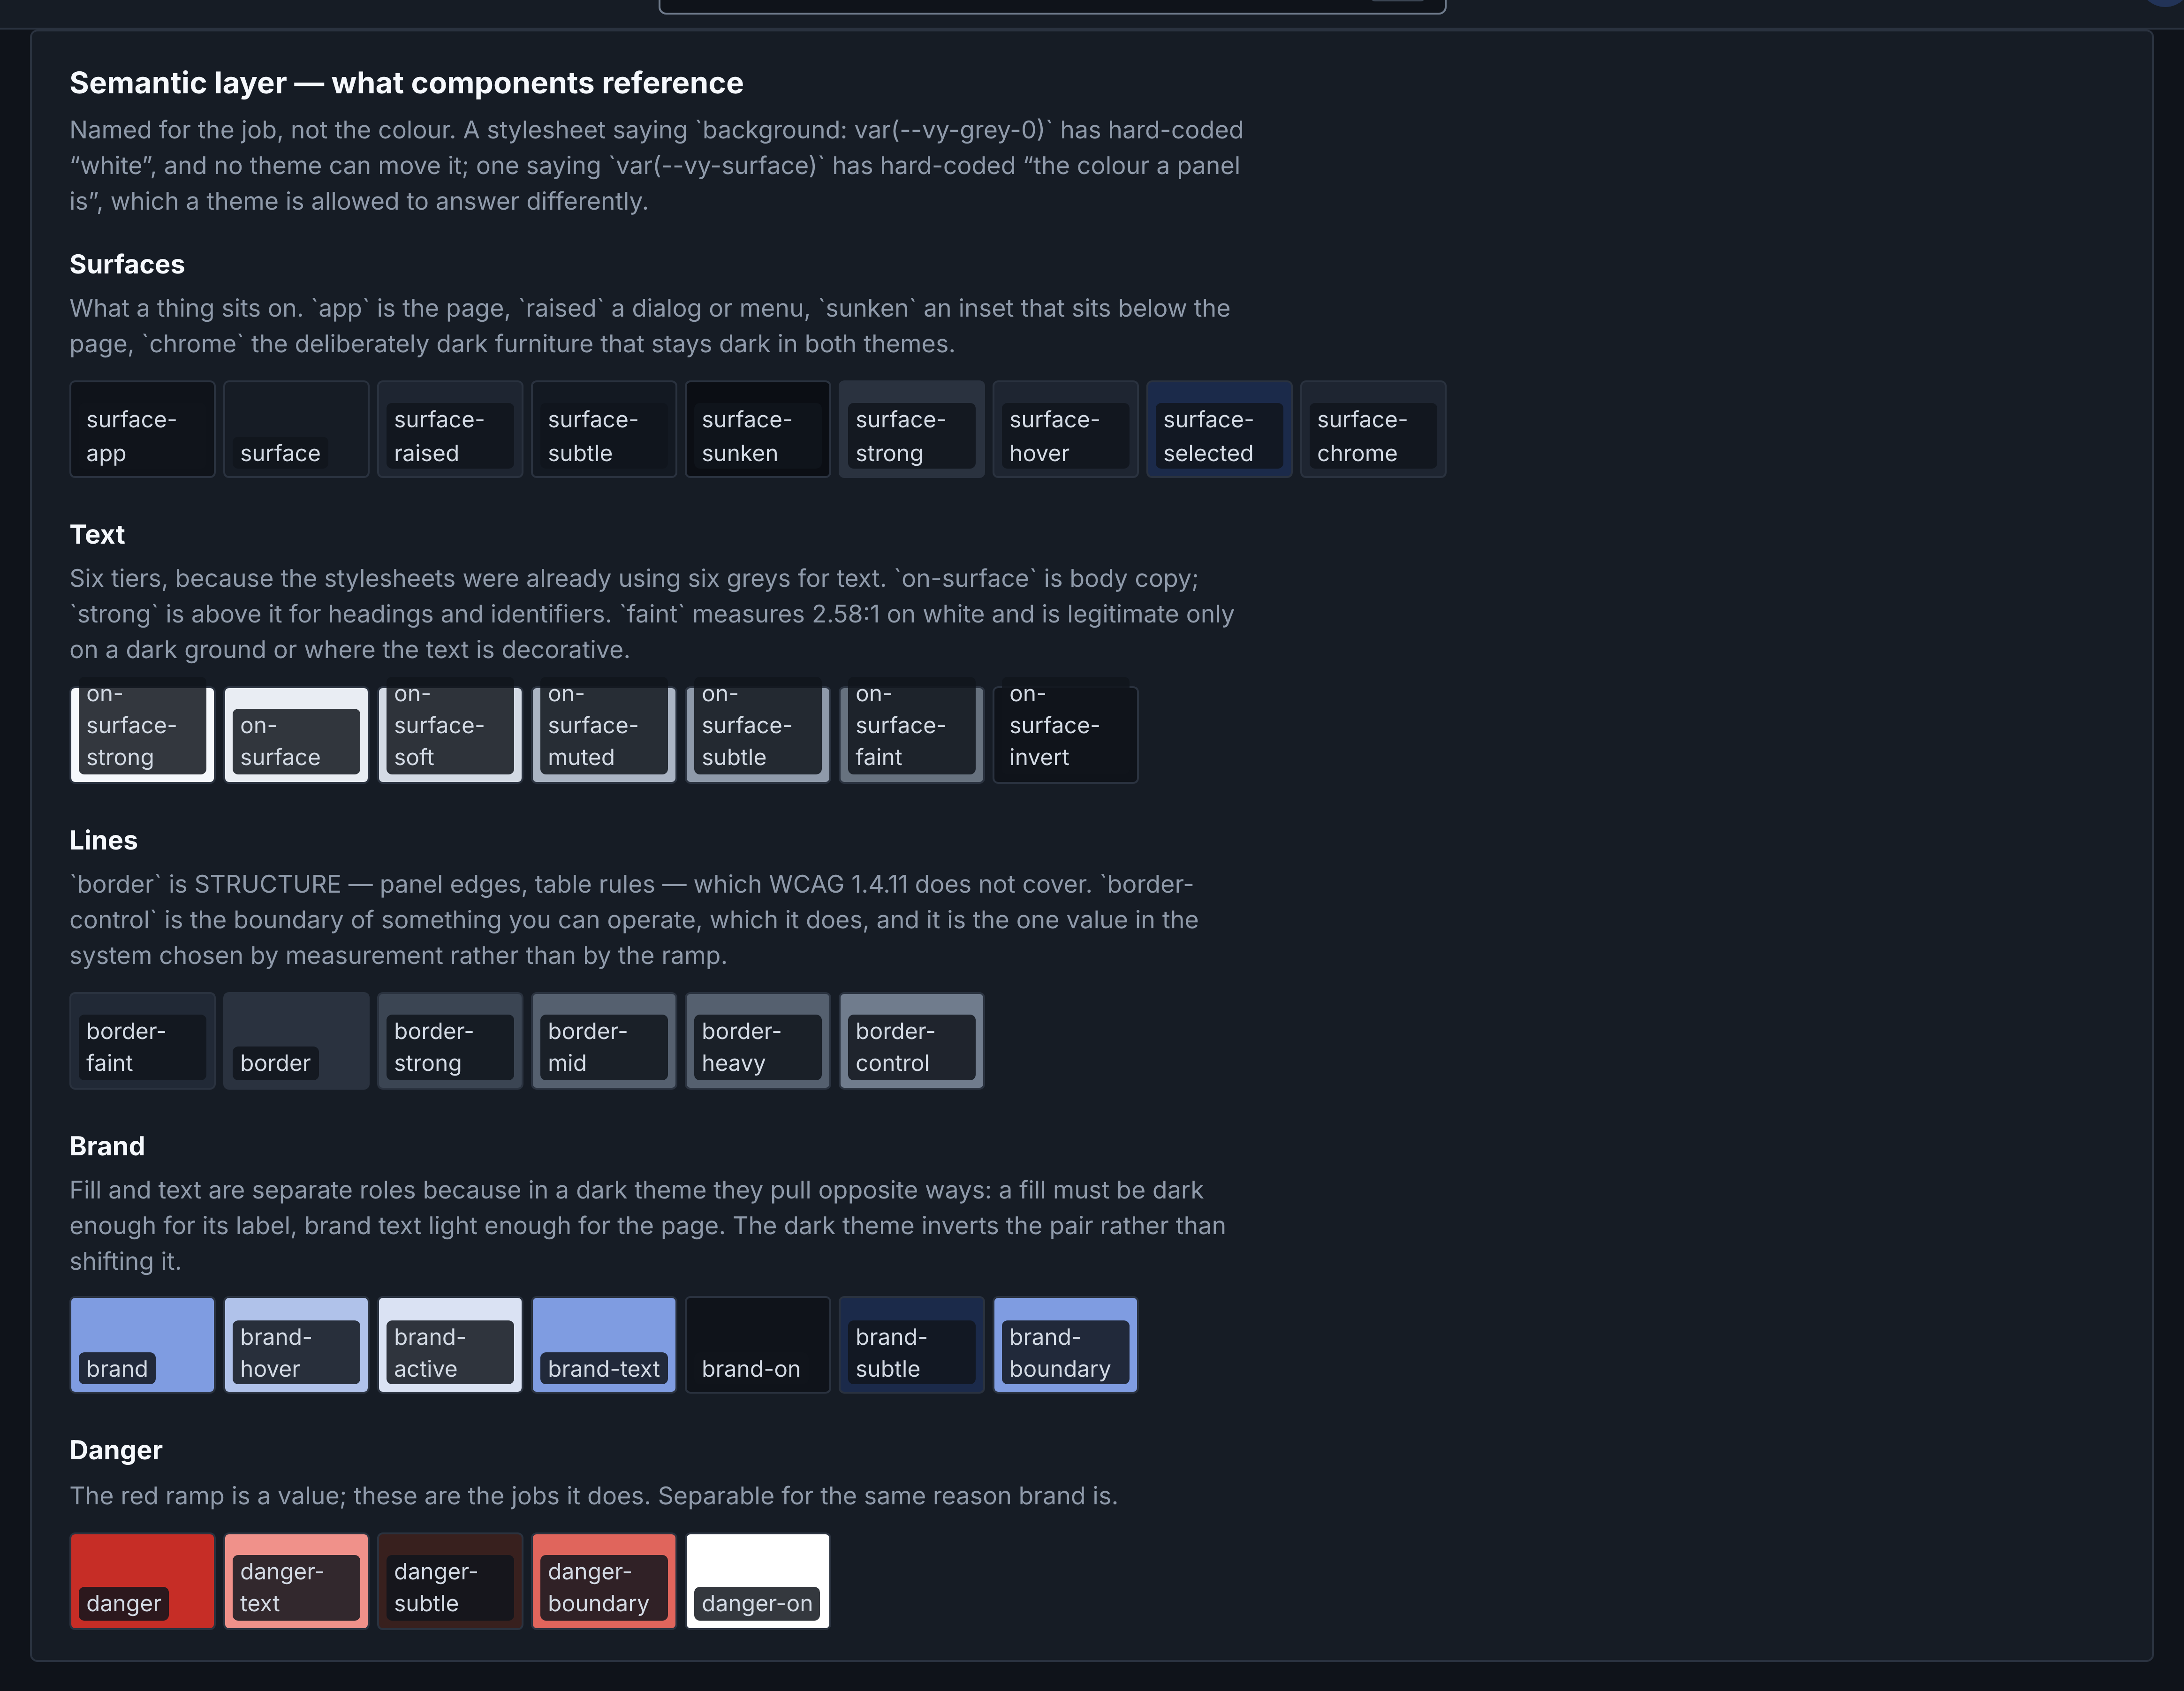 Semantic layer — what components reference
Named for the job, not the colour. A stylesheet saying `background: var(--vy-grey-0)` has hard-coded
“white”, and no theme can move it; one saying `var(--vy-surface)` has hard-coded “the colour a panel
is”, which a theme is allowed to answer differently.
Surfaces
What a thing sits on. `app` is the page, `raised` a dialog or menu, `sunken` an inset that sits below the
page, `chrome` the deliberately dark furniture that stays dark in both themes.
surface-
app
surface
surface-
raised
surface-
subtle
surface-
sunken
surface-
strong
surface-
hover
surface-
selected
surface-
chrome
Text
Six tiers, because the stylesheets were already using six greys for text. `on-surface` is body copy;
`strong` is above it for headings and identifiers. `faint` measures 2.58:1 on white and is legitimate only
on a dark ground or where the text is decorative.
on-
surface-
strong
on-
surface
on-
surface-
soft
on-
surface-
muted
on-
surface-
subtle
on-
surface-
faint
on-
surface-
invert
Lines
`border` is STRUCTURE — panel edges, table rules — which WCAG 1.4.11 does not cover. `border-
control` is the boundary of something you can operate, which it does, and it is the one value in the
system chosen by measurement rather than by the ramp.
border-
faint
border
border-
strong
border-
mid
border-
heavy
border-
control
Brand
Fill and text are separate roles because in a dark theme they pull opposite ways: a fill must be dark
enough for its label, brand text light enough for the page. The dark theme inverts the pair rather than
shifting it.
brand
brand-
hover
brand-
active
brand-text
brand-on
brand-
subtle
brand-
boundary
Danger
The red ramp is a value; these are the jobs it does. Separable for the same reason brand is.
danger
danger-
text
danger-
subtle
danger-
boundary
danger-on